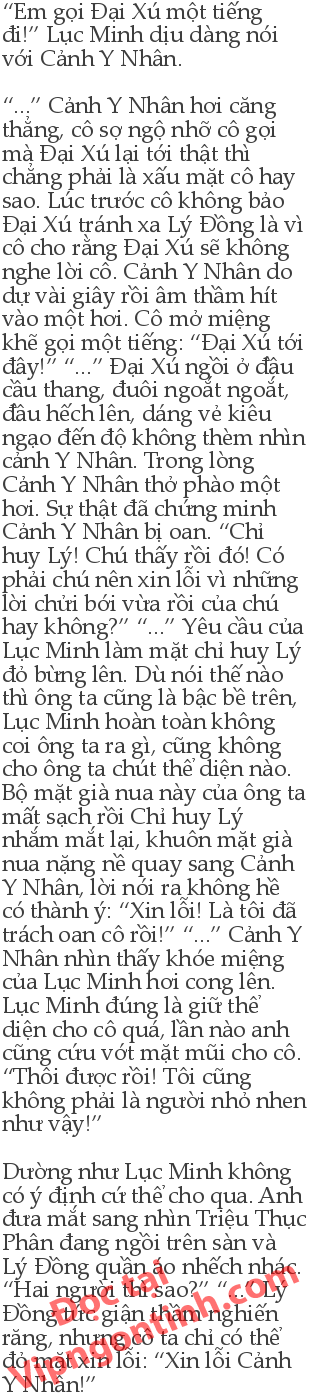 “Em gọi Đại Xú một tiếng
đi!” Lục Minh dịu dàng nói
với Cảnh Y Nhân.
“...” Cảnh Y Nhân hơi căng
thẳng, cô sợ ngộ nhỡ cô gọi
mà Đại Xú lại tới thật thì
chẳng phải là xấu mặt cô hay
sao. Lúc trước cô không bảo
Đại Xú tránh xa Lý Đồng là vì
cô cho rằng Đại Xú sẽ không
nghe lời cô. Cảnh Y Nhân do
dự vài giây rồi âm thầm hít
vào một hơi. Cô mở miệng
khẽ gọi một tiếng: “Đại Xú tới
đây!” “...” Đại Xú ngồi ở đầu
cầu thang, đuôi ngoắt ngoắt,
đầu hếch lên, dáng vẻ kiêu
ngạo đến độ không thèm nhìn
cảnh Y Nhân. Trong lòng
Cảnh Y Nhân thở phào một
hơi. Sự thật đã chứng minh
Cảnh Y Nhân bị oan. “Chỉ
huy Lý! Chú thấy rồi đó! Có
phải chú nên xin lỗi vì những
lời chửi bới vừa rồi của chú
hay không?” “...” Yêu cầu của
Lục Minh làm mặt chỉ huy Lý
đỏ bừng lên. Dù nói thế nào
thì ông ta cũng là bậc bề trên,
Lục Minh hoàn toàn không
coi ông ta ra gì, cũng không
cho ông ta chút thể diện nào.
Bộ mặt già nua này của ông ta
mất sạch rồi Chỉ huy Lý
nhắm mắt lại, khuôn mặt già
nua nặng nề quay sang Cảnh
Y Nhân, lời nói ra không hề
có thành ý: “Xin lỗi! Là tôi đã
trách oan cô rồi!” “...” Cảnh Y
Nhân nhìn thấy khóe miệng
của Lục Minh hơi cong lên.
Lục Minh đúng là giữ thể
diện cho cô quá, lần nào anh
cũng cứu vớt mặt mũi cho cô.
“Thôi được rồi! Tôi cũng
không phải là người nhỏ nhen
như vậy!”
Dường như Lục Minh không
có ý định cứ thể cho qua. Anh
đưa mắt sang nhìn Triệu Thục
Phân đang ngồi trên sàn và
Lý Đồng quần áo nhếch nhác.
“Hai người thì sao?” “...” Lý
Đồng tức giận thầm nghiến
răng, nhưng cô ta chỉ có thể
đỏ mặt xin lỗi: “Xin lỗi Cảnh
Y Nhân!”
Đọc tại
Vipngontinh.com